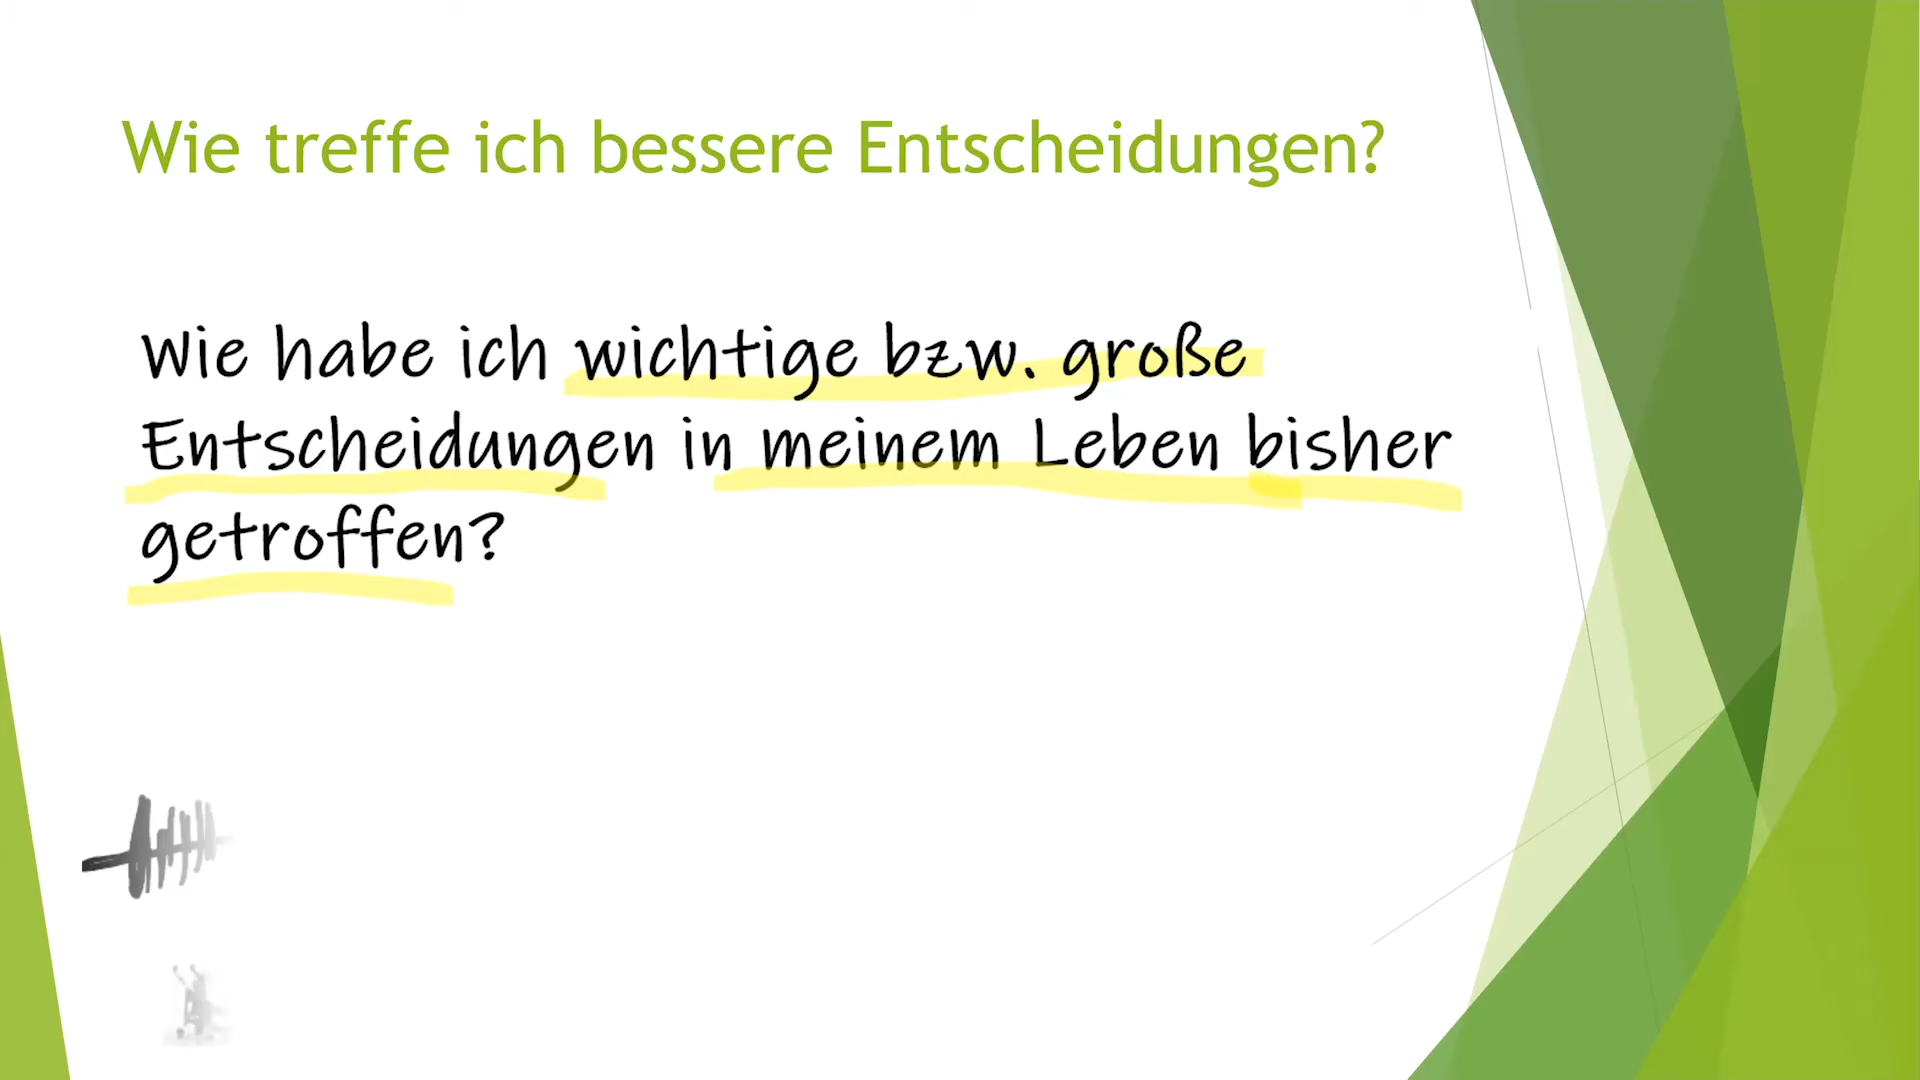 Wie treffe ich bessere Entscheidungen?
Wie habe ich wichtige bzw. große
Entscheidungen in meinem Leben bisher
getroffen?